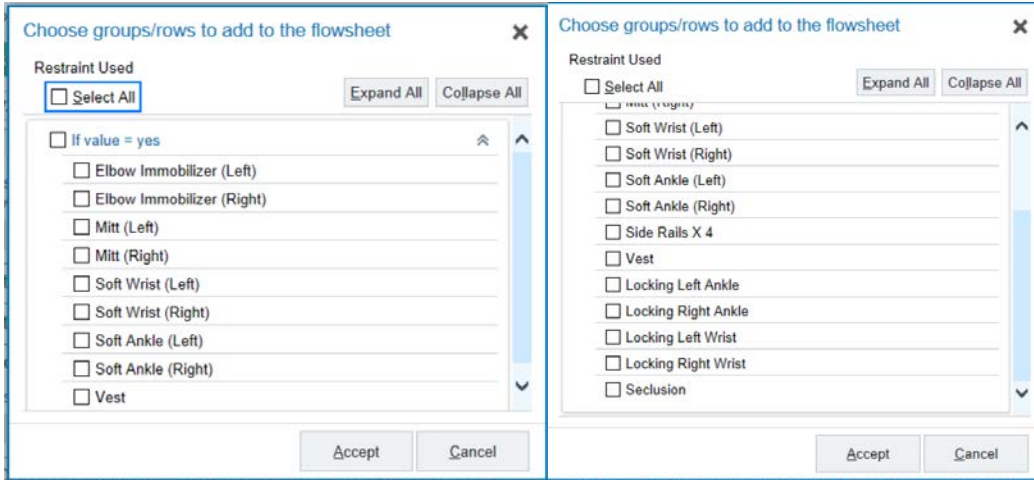 Choose groups/rows to add to the flowsheet
Restraint Used
Select All
Expand All
Collapse All
If value = yes
Elbow Immobilizer (Left)
Elbow Immobilizer (Right)
Mitt (Left)
Mitt (Right)
Soft Wrist (Left)
Soft Wrist (Right)
Soft Ankle (Left)
Soft Ankle (Right)
Vest
Accept
Cancel
Choose groups/rows to add to the flowsheet
Restraint Used
Select All
Expand All
Collapse All
Mitt (Right)
Soft Wrist (Left)
Soft Wrist (Right)
Soft Ankle (Left)
Soft Ankle (Right)
Side Rails X 4
Vest
Locking Left Ankle
Locking Right Ankle
Locking Left Wrist
Locking Right Wrist
Seclusion
Accept
Cancel